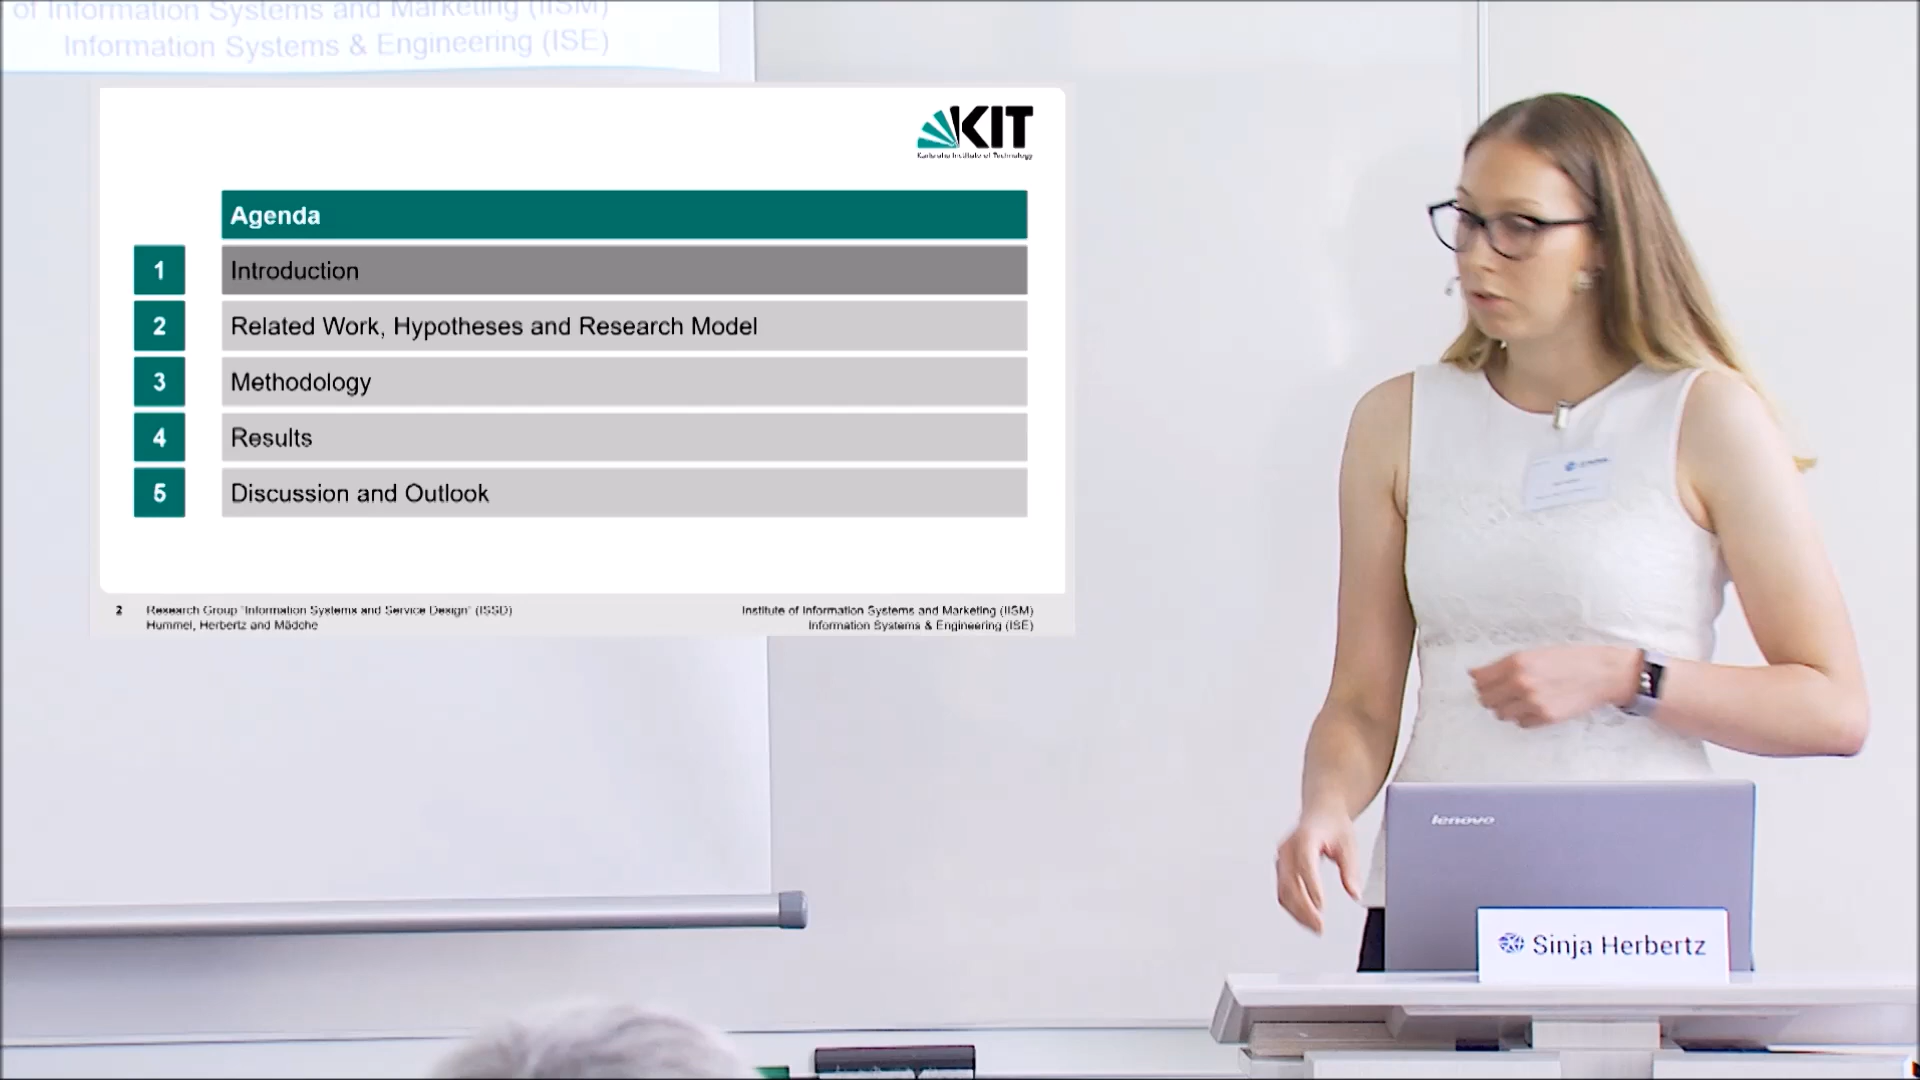 of Information Systems and Marketing (IISM)
Information Systems & Engineering (ISE)
KIT
Karlsruhe Institute of Technology
Agenda
1 Introduction
2 Related Work, Hypotheses and Research Model
3 Methodology
4 Results
5 Discussion and Outlook
2 Research Group "Information Systems and Service Design" (ISSD)
Hummel, Herbertz and Mädche
Institute of Information Systems and Marketing (IISM)
Information Systems & Engineering (ISE)
lenovo
Sinja Herbertz